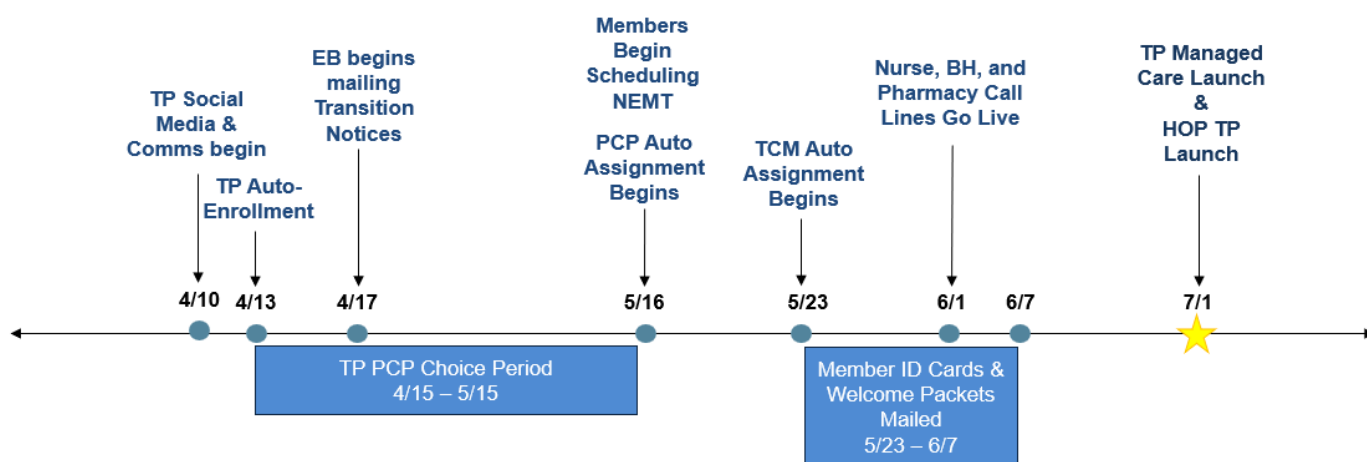 TP Social
Media &
Comms begin
TP Auto-
Enrollment
EB begins
mailing
Transition
Notices
Members
Begin
Scheduling
NEMT
PCP Auto
Assignment
Begins
TCM Auto
Assignment
Begins
Nurse, BH, and
Pharmacy Call
Lines Go Live
TP Managed
Care Launch
&
HOP TP
Launch
4/10
4/13
4/17
5/16
5/23
6/1
6/7
7/1
TP PCP Choice Period
4/15 – 5/15
Member ID Cards &
Welcome Packets
Mailed
5/23 – 6/7